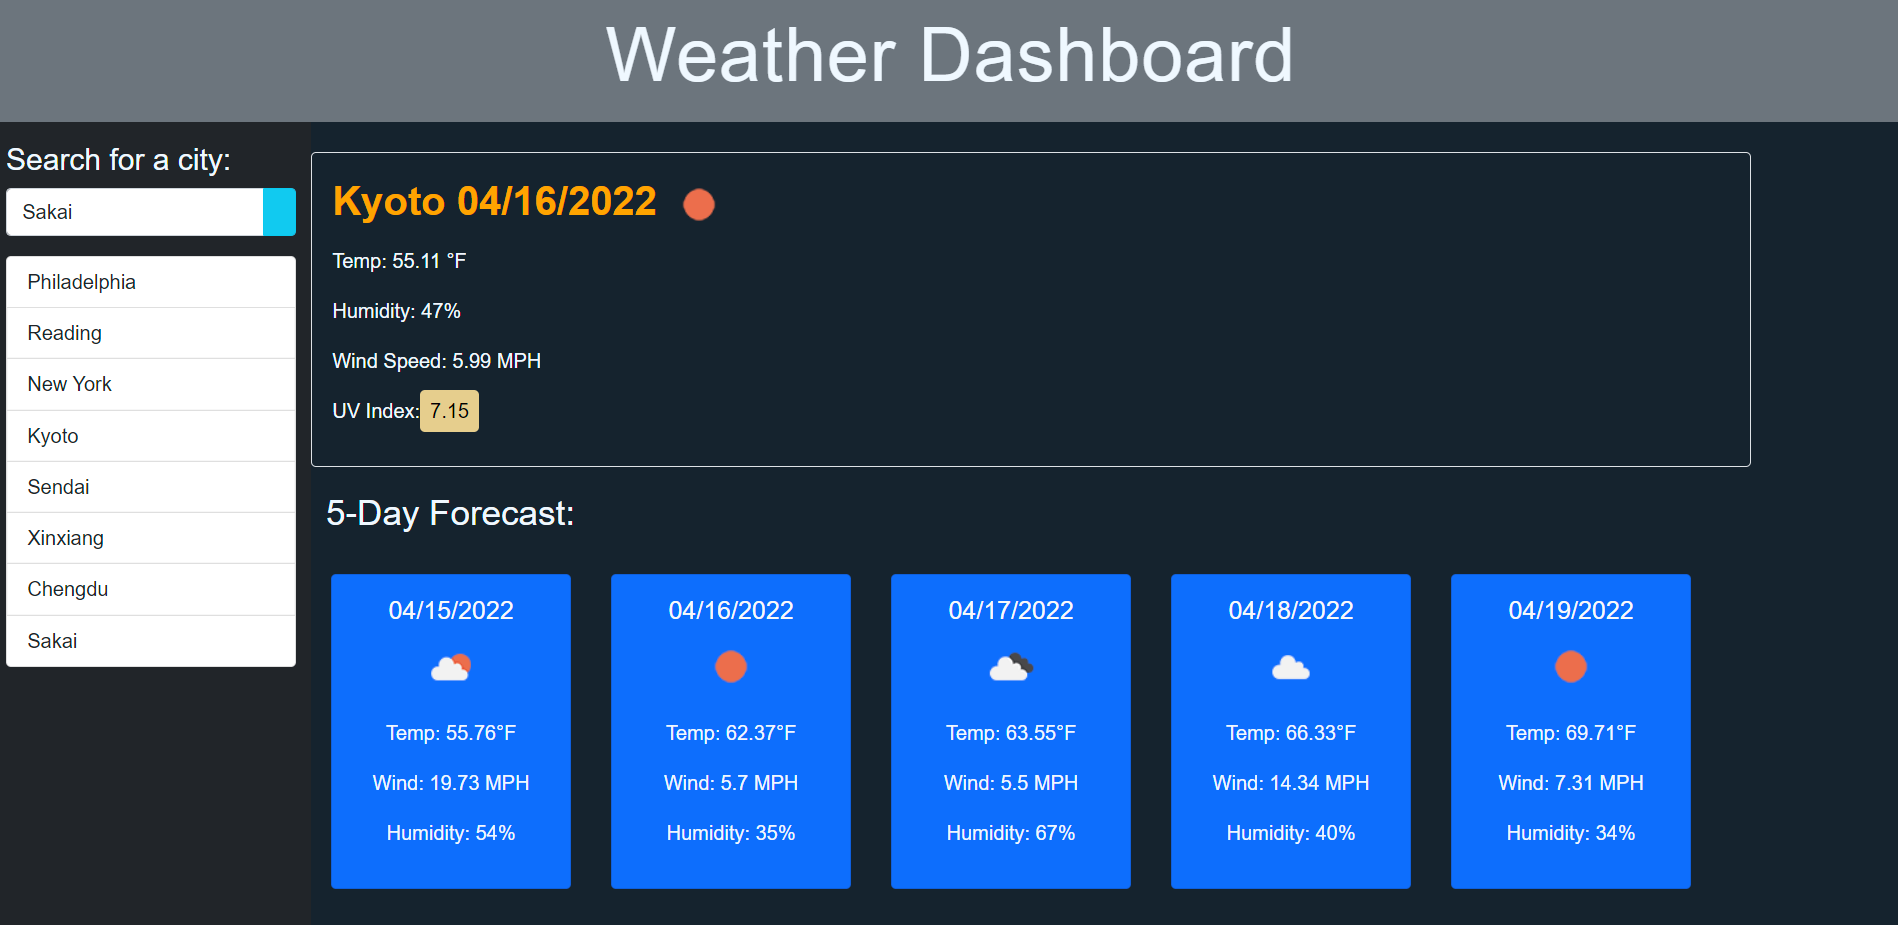 Weather Dashboard
Search for a city:
Sakai
Philadelphia
Reading
New York
Kyoto
Sendai
Xinxiang
Chengdu
Sakai
Kyoto 04/16/2022
Temp: 55.11 °F
Humidity: 47%
Wind Speed: 5.99 MPH
UV Index: 7.15
5-Day Forecast:
04/15/2022
Temp: 55.76°F
Wind: 19.73 MPH
Humidity: 54%
04/16/2022
Temp: 62.37°F
Wind: 5.7 MPH
Humidity: 35%
04/17/2022
Temp: 63.55°F
Wind: 5.5 MPH
Humidity: 67%
04/18/2022
Temp: 66.33°F
Wind: 14.34 MPH
Humidity: 40%
04/19/2022
Temp: 69.71°F
Wind: 7.31 MPH
Humidity: 34%